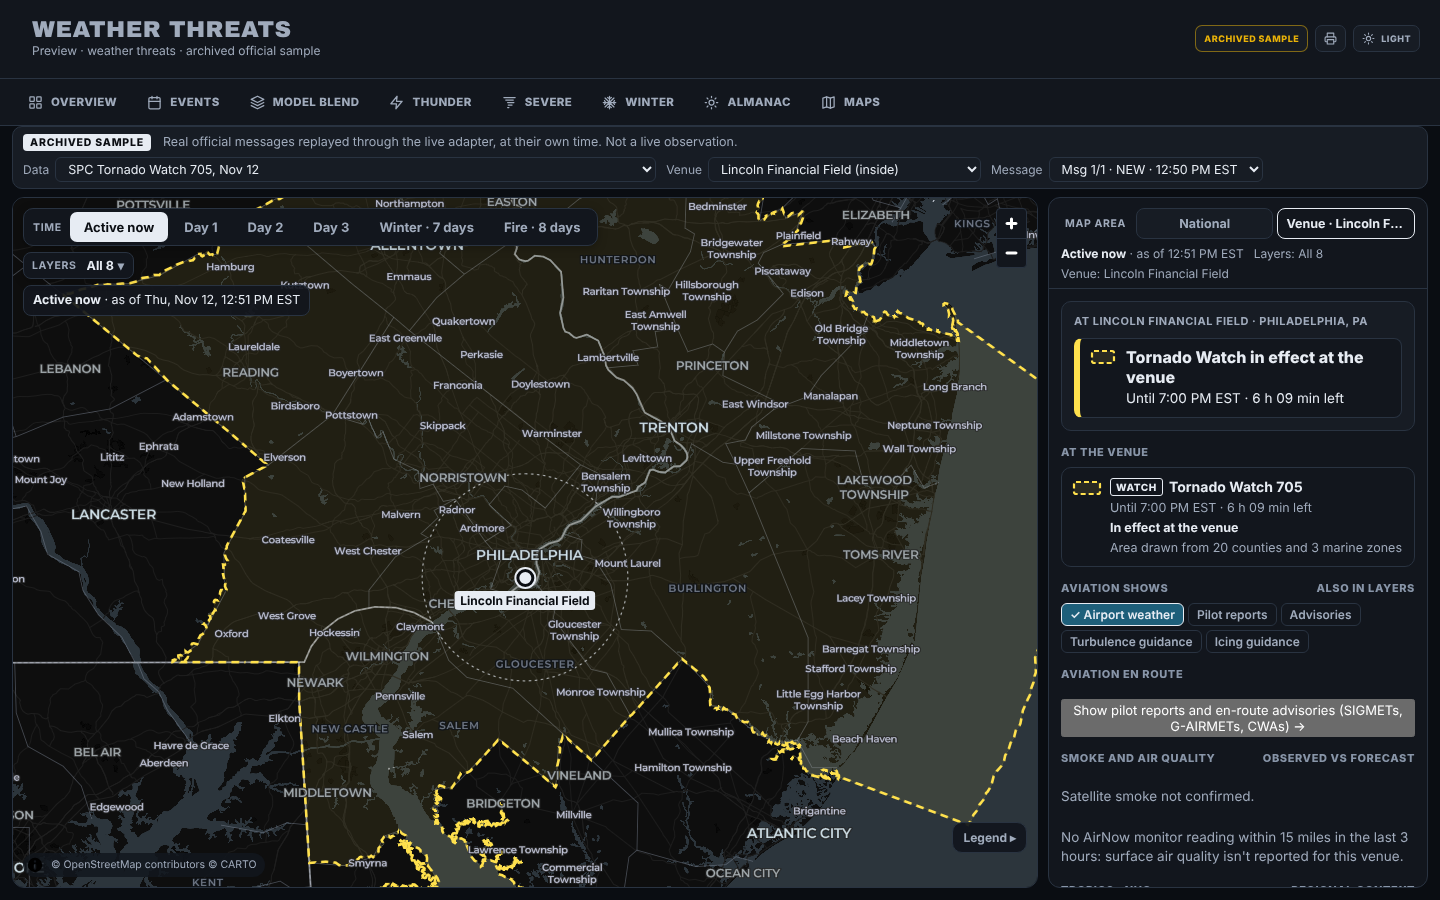 WEATHER THREATS
Preview · weather threats · archived official sample
ARCHIVED SAMPLE
LIGHT
OVERVIEW
EVENTS
MODEL BLEND
THUNDER
SEVERE
WINTER
ALMANAC
MAPS
ARCHIVED SAMPLE Real official messages replayed through the live adapter, at their own time. Not a live observation.
Data SPC Tornado Watch 705, Nov 12 Venue Lincoln Financial Field (inside) Message Msg 1/1 · NEW · 12:50 PM EST
TIME Active now Day 1 Day 2 Day 3 Winter · 7 days Fire · 8 days
LAYERS All 8 ▾
Active now · as of Thu, Nov 12, 12:51 PM EST
+
−
POTTSVILLE
Northampton
EASTON
Bedminster
ELIZABETH
KINGS
ALLENTOWN
Bridgewater
Township
Plainfield
Rahway
Hamburg
Emmaus
HUNTERDON
Piscataway
Kutztown
Raritan Township
Hillsborough
Township
Edison
Quakertown
East Amwell
Township
Old Bridge
Township
Laureldale
East Greenville
Perkasie
Lambertville
Middletown
Township
LEBANON
READING
Boyertown
PRINCETON
Franconia
Doylestown
Long Branch
Birdsboro
Pottstown
East Windsor
Manalapan
Adamstown
Skippack
Warminster
TRENTON
Millstone Township
Neptune Township
Ephrata
Lititz
Elverson
Levittown
Upper Freehold
Township
Wall Township
town
Mount Joy
New Holland
NORRISTOWN
Bensalem
Township
LAKEWOOD
TOWNSHIP
LANCASTER
Malvern
Radnor
Ardmore
Willingboro
Township
Coatesville
West Chester
PHILADELPHIA
Mount Laurel
TOMS RIVER
on
Lincoln Financial Field
BURLINGTON
CHE
Lacey Township
West Grove
Oxford
Hockessin
Claymont
Gloucester
Township
Barnegat Township
WILMINGTON
GLOUCESTER
Stafford Township
NEWARK
Pennsville
Monroe Township
Little Egg Harbor
Township
Elkton
NEW CASTLE
Salem
SALEM
Mullica Township
Beach Haven
BEL AIR
Havre de Grace
Aberdeen
Hamilton Township
VINELAND
MIDDLETOWN
BRIDGETON
Millville
Edgewood
Brigantine
ATLANTIC CITY
Lawrence Township
Smyrna
Commercial
Township
OCEAN CITY
KENT
SON
Legend ▸
© OpenStreetMap contributors © CARTO
MAP AREA National Venue · Lincoln F...
Active now · as of 12:51 PM EST Layers: All 8
Venue: Lincoln Financial Field
AT LINCOLN FINANCIAL FIELD · PHILADELPHIA, PA
Tornado Watch in effect at the
venue
Until 7:00 PM EST · 6 h 09 min left
AT THE VENUE
WATCH Tornado Watch 705
Until 7:00 PM EST · 6 h 09 min left
In effect at the venue
Area drawn from 20 counties and 3 marine zones
AVIATION SHOWS ALSO IN LAYERS
✓ Airport weather Pilot reports Advisories
Turbulence guidance Icing guidance
AVIATION EN ROUTE
Show pilot reports and en-route advisories (SIGMETs,
G-AIRMETs, CWAs) →
SMOKE AND AIR QUALITY OBSERVED VS FORECAST
Satellite smoke not confirmed.
No AirNow monitor reading within 15 miles in the last 3
hours: surface air quality isn't reported for this venue.